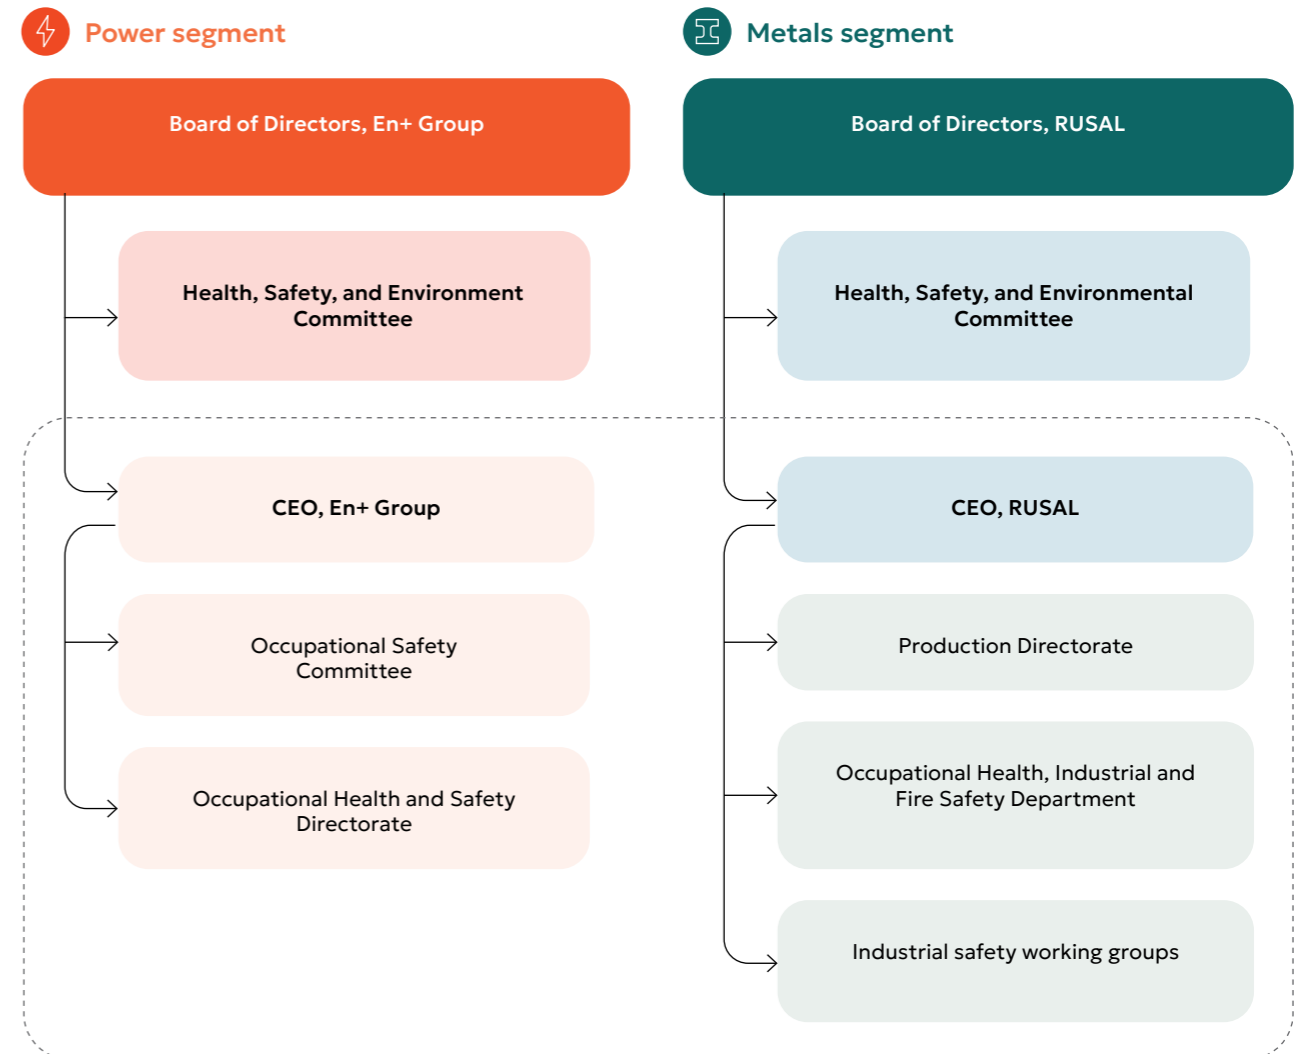 Power segment
Board of Directors, En+ Group
Health, Safety, and Environment
Committee
CEO, En+ Group
Occupational Safety
Committee
Occupational Health and Safety
Directorate
Metals segment
Board of Directors, RUSAL
Health, Safety, and Environmental
Committee
CEO, RUSAL
Production Directorate
Occupational Health, Industrial and
Fire Safety Department
Industrial safety working groups